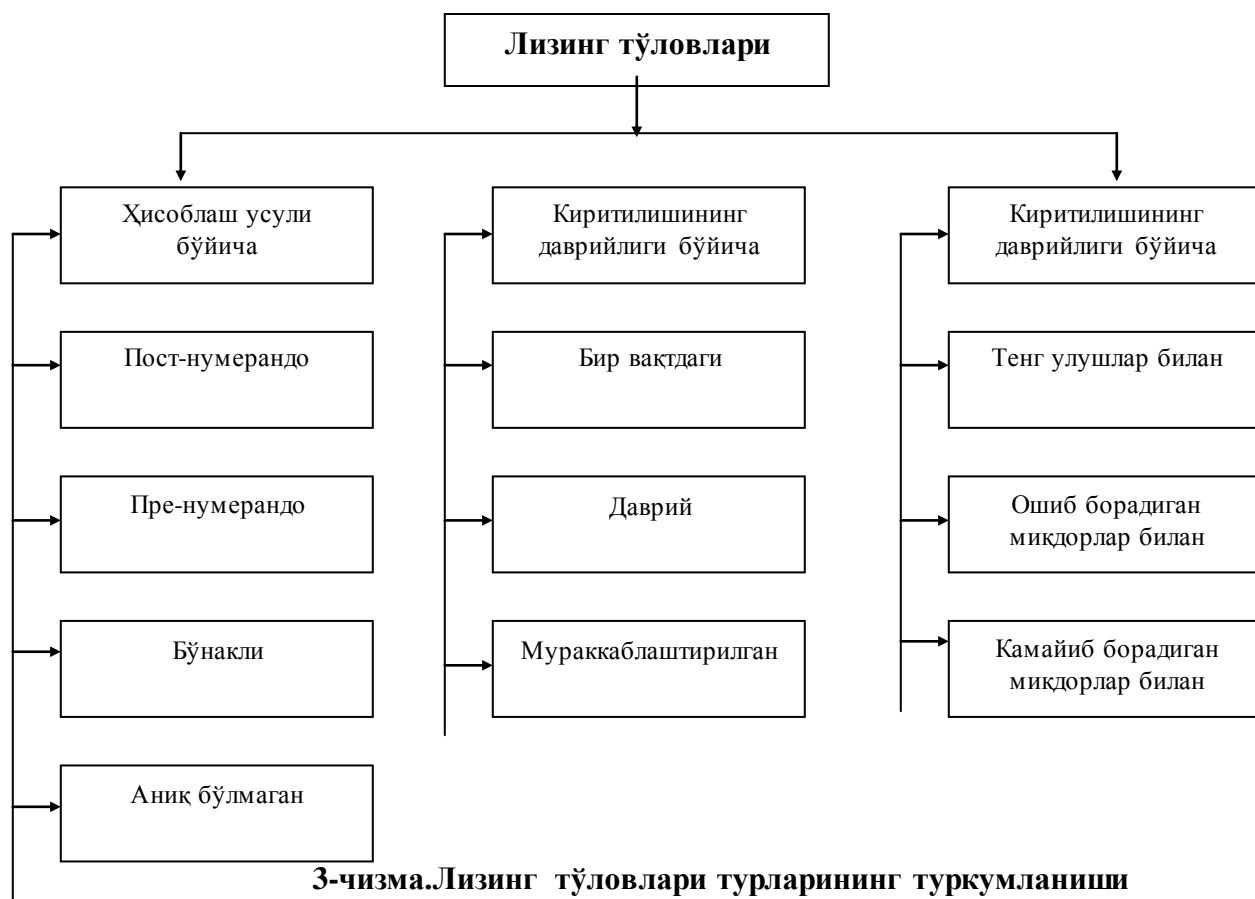 Лизинг тўловлари
Ҳисоблаш усули
бўйича
Пост-нумерандо
Пре-нумерандо
Бўнакли
Аниқ бўлмаган
Киритилишининг
даврийлиги бўйича
Бир вақтдаги
Даврий
Мураккаблаштирилган
Киритилишининг
даврийлиги бўйича
Тенг улушлар билан
Ошиб борадиган
миқдорлар билан
Камайиб борадиган
миқдорлар билан
3-чизма.Лизинг тўловлари турларининг туркумланиши